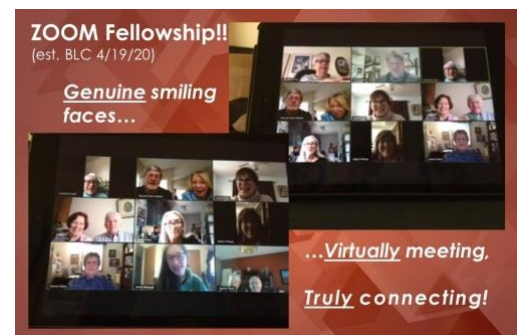 ZOOM Fellowship!!
(est. BLC 4/19/20)
Genuine smiling
faces…
…Virtually meeting,
Truly connecting!